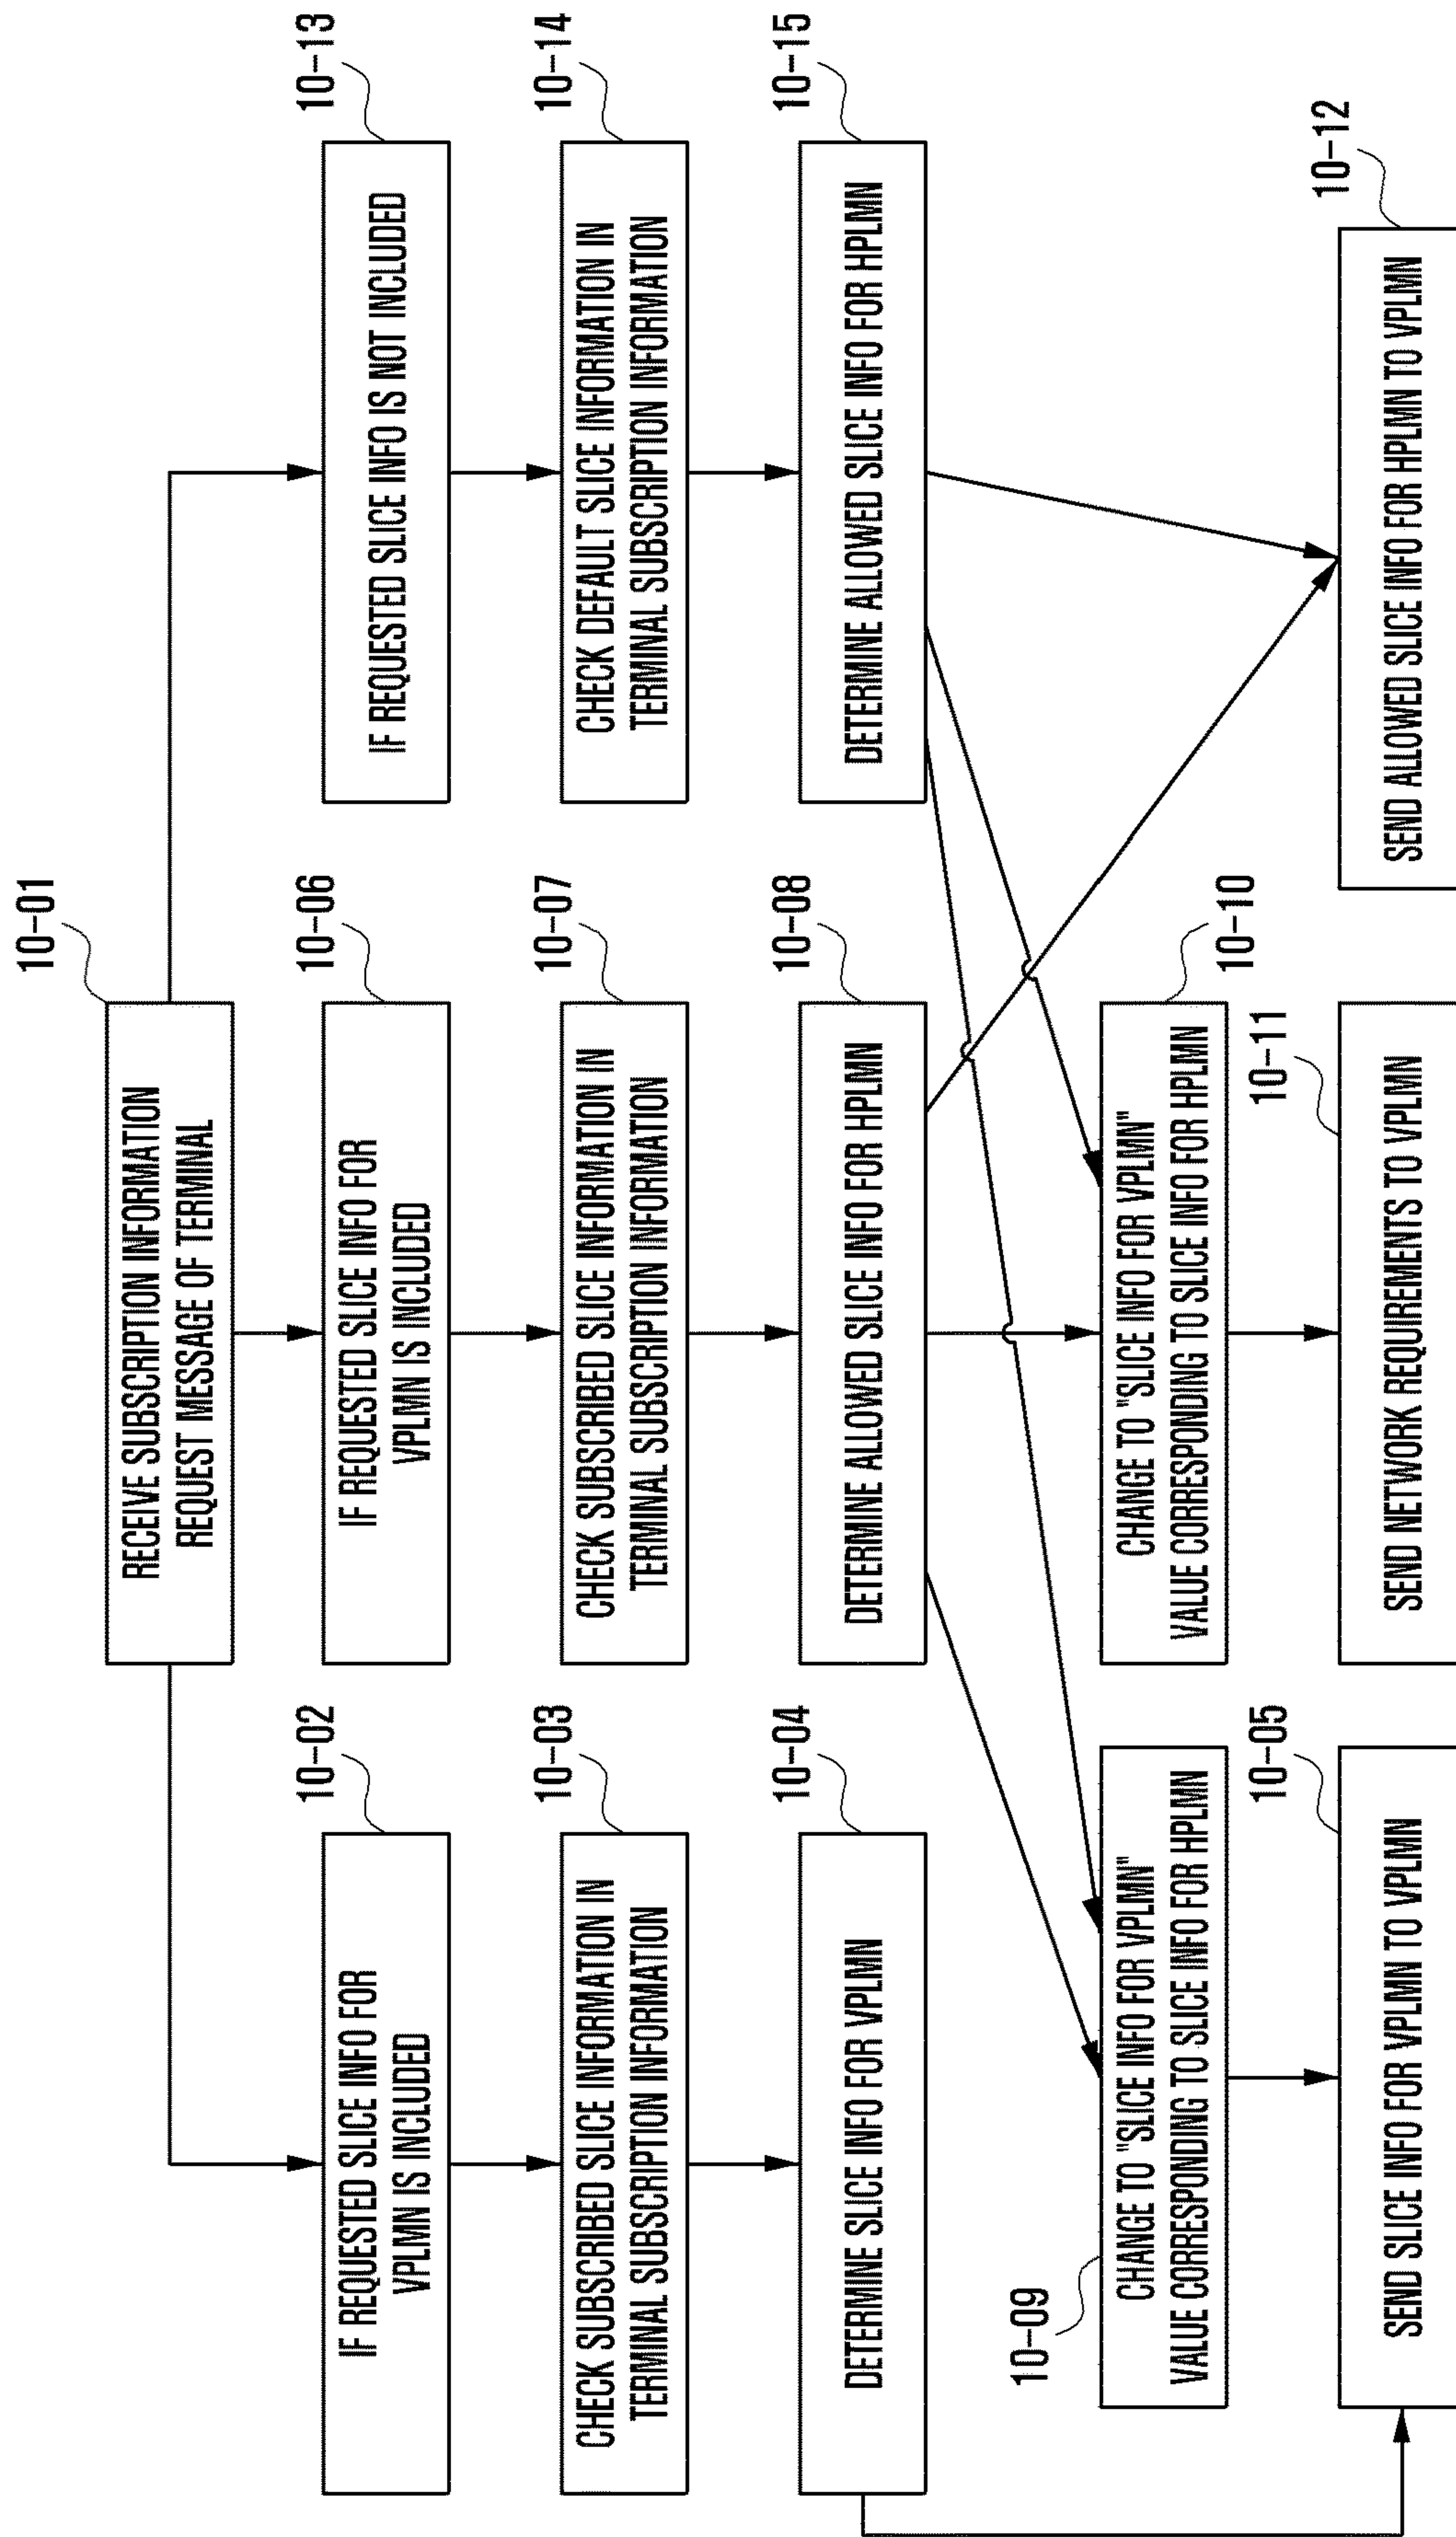 10-01
RECEIVE SUBSCRIPTION INFORMATION
REQUEST MESSAGE OF TERMINAL
10-02
IF REQUESTED SLICE INFO FOR
VPLMN IS INCLUDED
10-06
IF REQUESTED SLICE INFO FOR
VPLMN IS INCLUDED
10-13
IF REQUESTED SLICE INFO IS NOT INCLUDED
10-03
CHECK SUBSCRIBED SLICE INFORMATION IN
TERMINAL SUBSCRIPTION INFORMATION
10-07
CHECK SUBSCRIBED SLICE INFORMATION IN
TERMINAL SUBSCRIPTION INFORMATION
10-14
CHECK DEFAULT SLICE INFORMATION IN
TERMINAL SUBSCRIPTION INFORMATION
10-04
DETERMINE SLICE INFO FOR VPLMN
10-08
DETERMINE ALLOWED SLICE INFO FOR HPLMN
10-15
DETERMINE ALLOWED SLICE INFO FOR HPLMN
10-09
CHANGE TO "SLICE INFO FOR VPLMN"
VALUE CORRESPONDING TO SLICE INFO FOR HPLMN
10-10
CHANGE TO "SLICE INFO FOR VPLMN"
VALUE CORRESPONDING TO SLICE INFO FOR HPLMN
10-05
SEND SLICE INFO FOR VPLMN TO VPLMN
10-11
SEND NETWORK REQUIREMENTS TO VPLMN
10-12
SEND ALLOWED SLICE INFO FOR HPLMN TO VPLMN